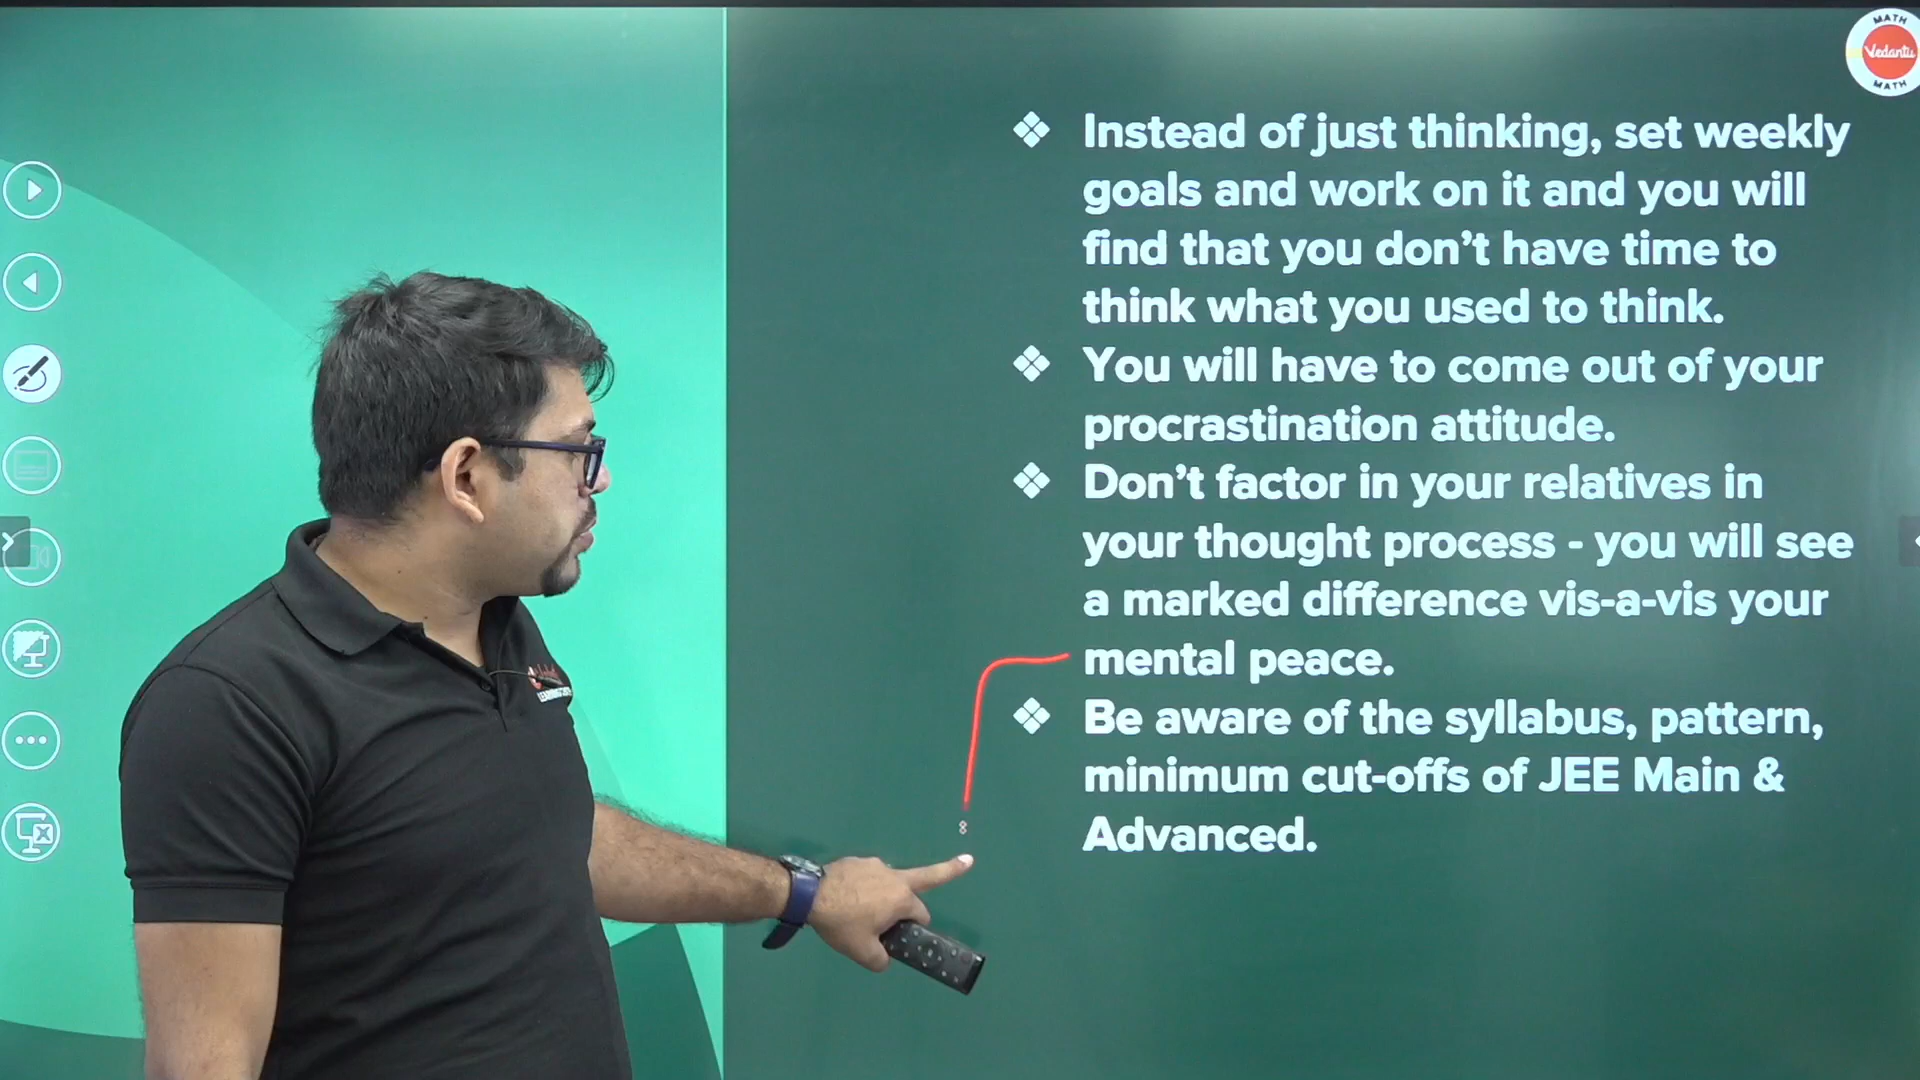 MATH
Vedantu
MATH
❖ Instead of just thinking, set weekly
goals and work on it and you will
find that you don’t have time to
think what you used to think.
❖ You will have to come out of your
procrastination attitude.
❖ Don’t factor in your relatives in
your thought process - you will see
a marked difference vis-a-vis your
mental peace.
❖ Be aware of the syllabus, pattern,
minimum cut-offs of JEE Main &
Advanced.